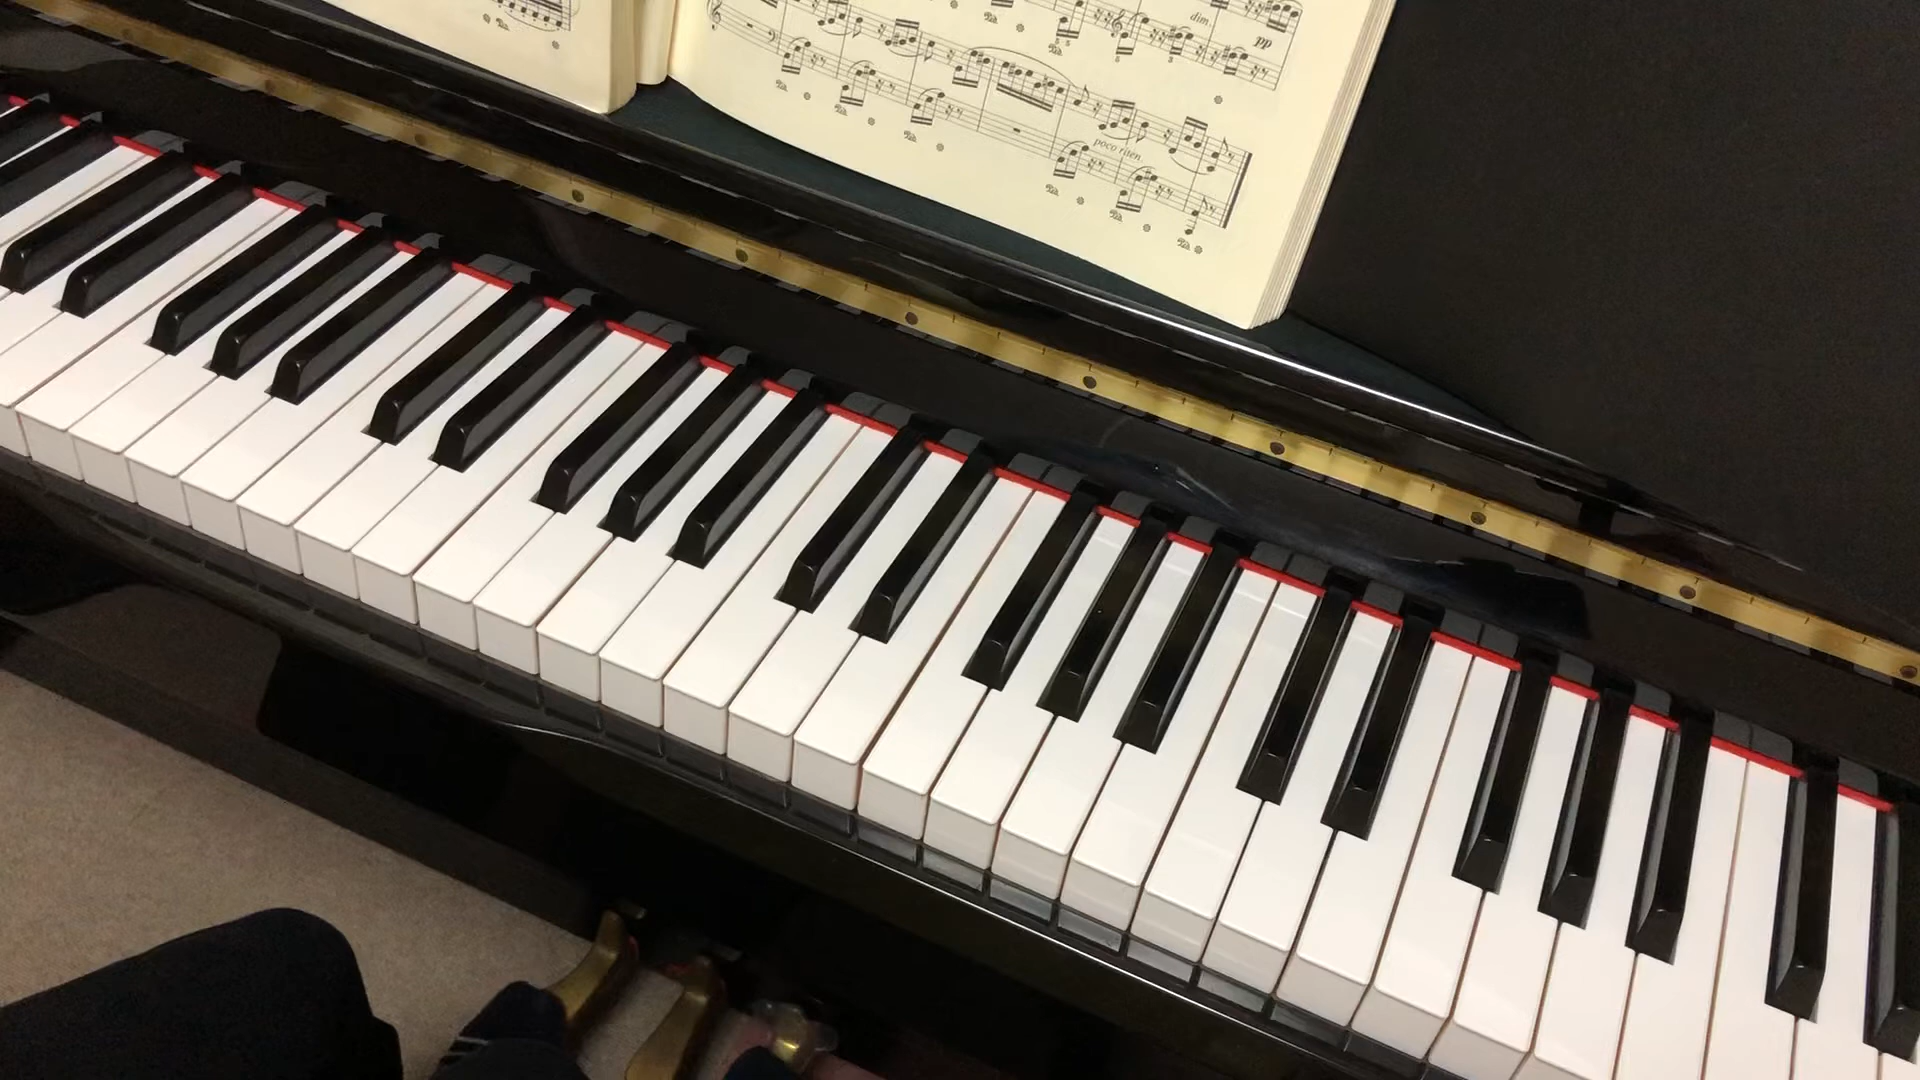 dim.
pp
poco riten.